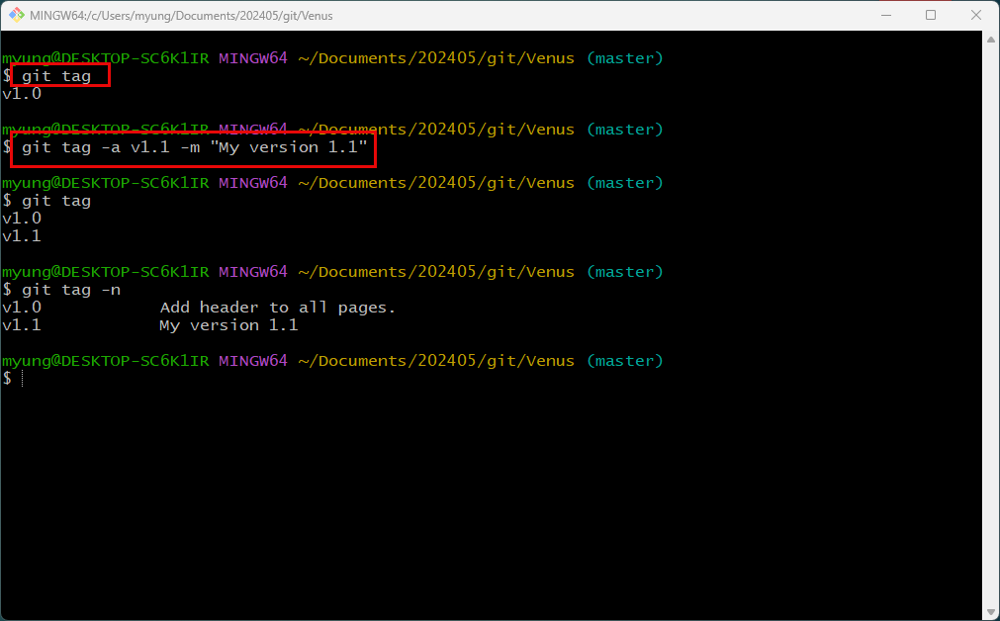 MINGW64:/c/Users/myung/Documents/202405/git/Venus
myung@DESKTOP-SC6K1IR MINGW64 ~/Documents/202405/git/Venus (master)
$ git tag
v1.0
myung@DESKTOP-SC6K1IR MINGW64 ~/Documents/202405/git/Venus (master)
$ git tag -a v1.1 -m "My version 1.1"
myung@DESKTOP-SC6K1IR MINGW64 ~/Documents/202405/git/Venus (master)
$ git tag
v1.0
v1.1
myung@DESKTOP-SC6K1IR MINGW64 ~/Documents/202405/git/Venus (master)
$ git tag -n
v1.0            Add header to all pages.
v1.1            My version 1.1
myung@DESKTOP-SC6K1IR MINGW64 ~/Documents/202405/git/Venus (master)
$